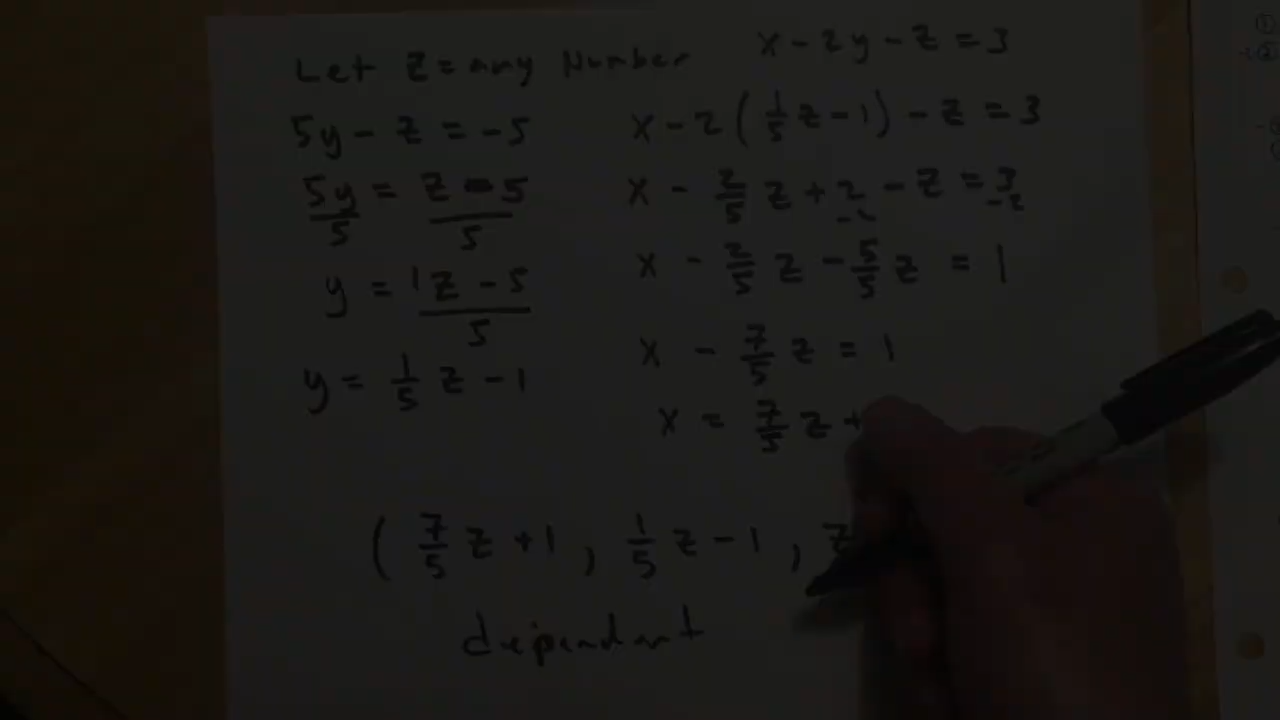 Let z = any Number
5y - z = -5
5y = z - 5
5 5
y = 1z - 5
5
y = 1/5 z - 1
x - 2y - z = 3
x - 2(1/5 z - 1) - z = 3
x - 2/5 z + 2 - z = 3
-2 -2
x - 2/5 z - 5/5 z = 1
x - 7/5 z = 1
x = 7/5 z +
(7/5 z + 1, 1/5 z - 1, z
dependant